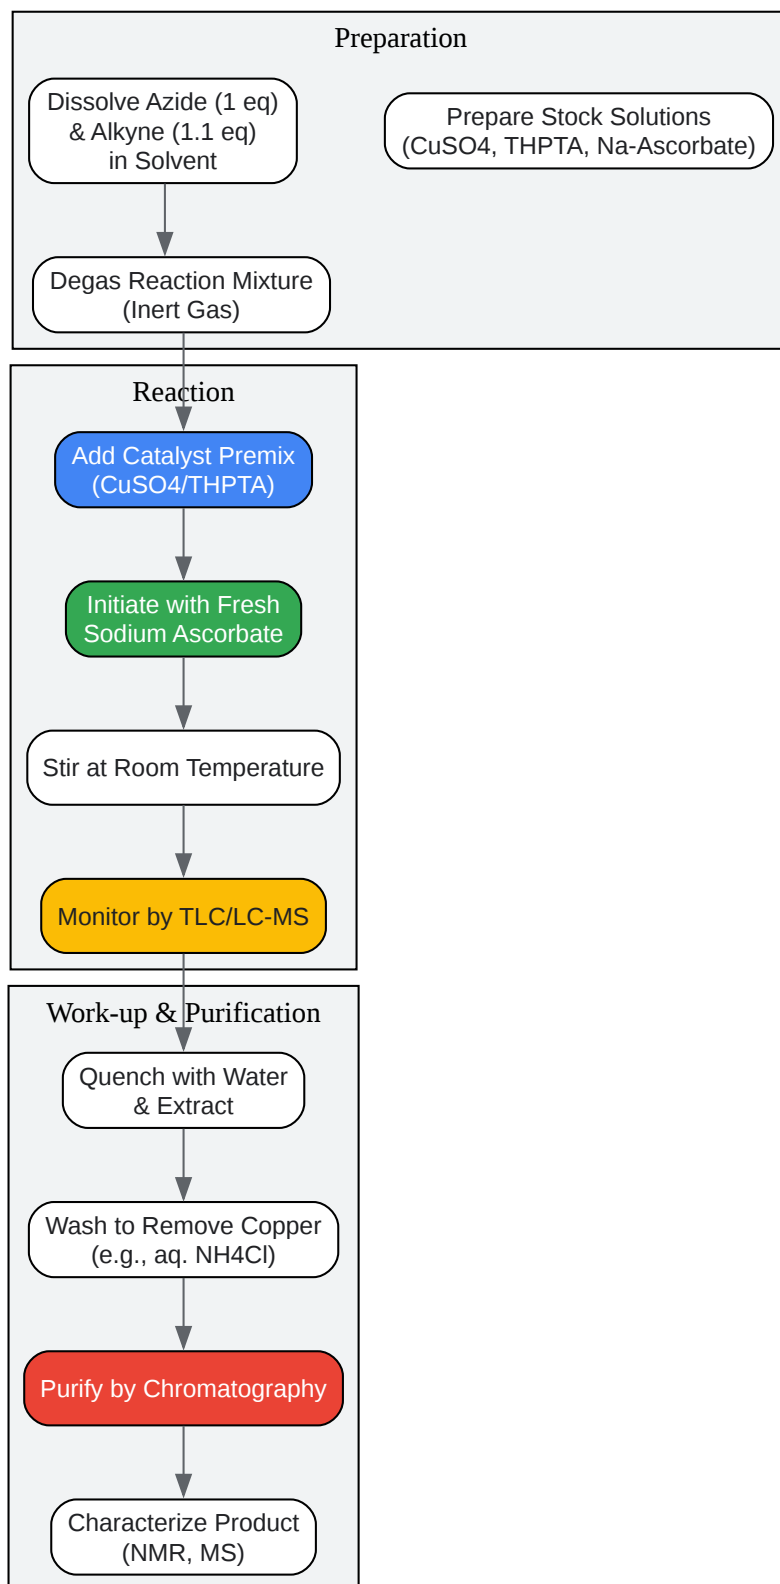 Preparation
Dissolve Azide (1 eq)
& Alkyne (1.1 eq)
in Solvent
Prepare Stock Solutions
(CuSO4, THPTA, Na-Ascorbate)
Degas Reaction Mixture
(Inert Gas)
Reaction
Add Catalyst Premix
(CuSO4/THPTA)
Initiate with Fresh
Sodium Ascorbate
Stir at Room Temperature
Monitor by TLC/LC-MS
Work-up & Purification
Quench with Water
& Extract
Wash to Remove Copper
(e.g., aq. NH4Cl)
Purify by Chromatography
Characterize Product
(NMR, MS)